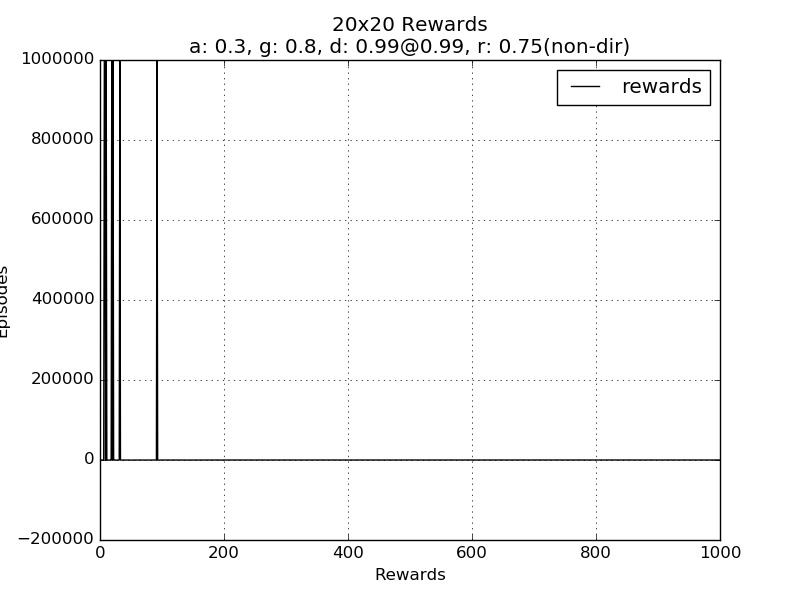 20x20 Rewards
a: 0.3, g: 0.8, d: 0.99@0.99, r: 0.75(non-dir)
1000000
800000
600000
400000
200000
0
−200000
Episodes
rewards
0 200 400 600 800 1000
Rewards